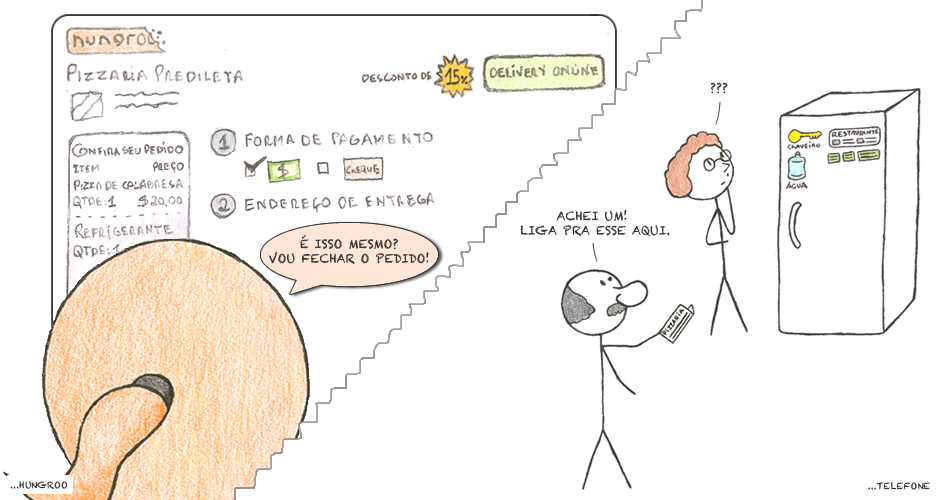 hungroo
PIZZARIA PREDILETA
DESCONTO DE 15%
DELIVERY ONLINE
CONFIRA SEU PEDIDO
ITEM PREÇO
PIZZA DE CALABRESA
QTDE: 1 $20,00
REFRIGERANTE
QTDE: 1
1 FORMA DE PAGAMENTO
$ CHEQUE
2 ENDEREÇO DE ENTREGA
É ISSO MESMO?
VOU FECHAR O PEDIDO!
...HUNGROO
???
CHAVEIRO
RESTAURANTE
ÁGUA
ACHEI UM!
LIGA PRA ESSE AQUI.
PIZZARIA
...TELEFONE